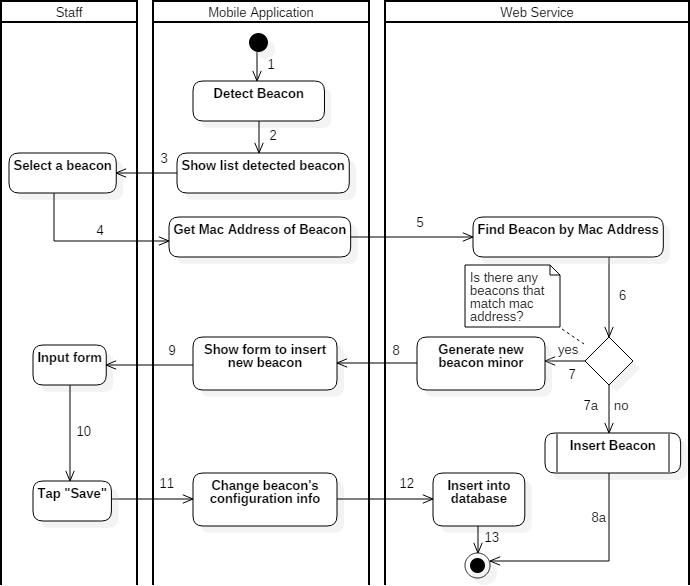 Staff
Mobile Application
Web Service
1
Detect Beacon
2
Show list detected beacon
3
Select a beacon
4
Get Mac Address of Beacon
5
Find Beacon by Mac Address
Is there any
beacons that
match mac
address?
6
yes
7
Generate new
beacon minor
8
Show form to insert
new beacon
9
Input form
7a no
Insert Beacon
10
Tap "Save"
11
Change beacon's
configuration info
12
Insert into
database
13
8a